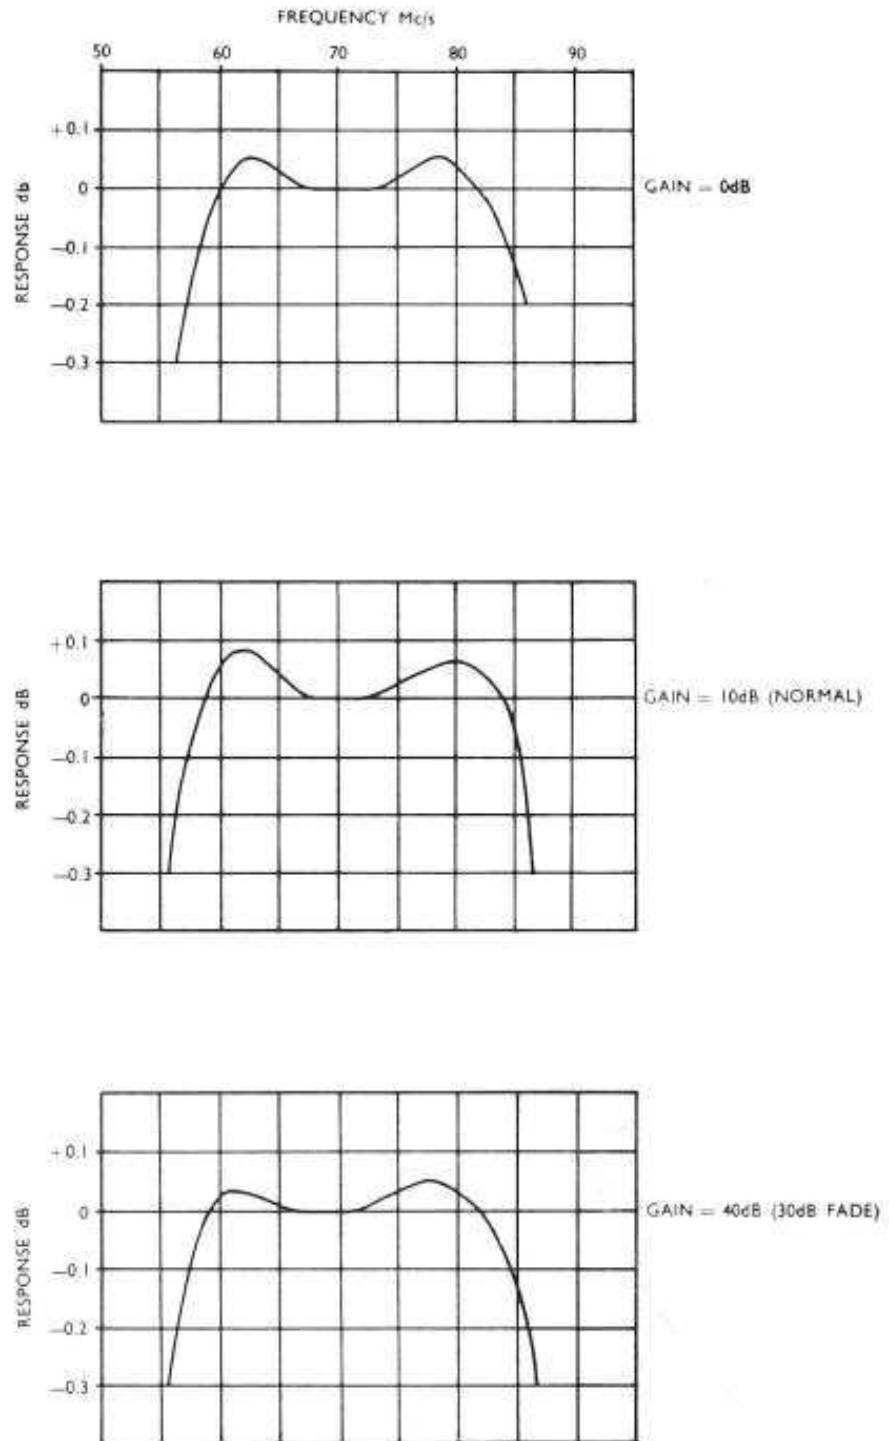 FREQUENCY Mc/s
50 60 70 80 90
+0.1
0
—0.1
—0.2
—0.3
RESPONSE db
GAIN = 0dB
+0.1
0
—0.1
—0.2
—0.3
RESPONSE dB
GAIN = 10dB (NORMAL)
+0.1
0
—0.1
—0.2
—0.3
RESPONSE dB
GAIN = 40dB (30dB FADE)